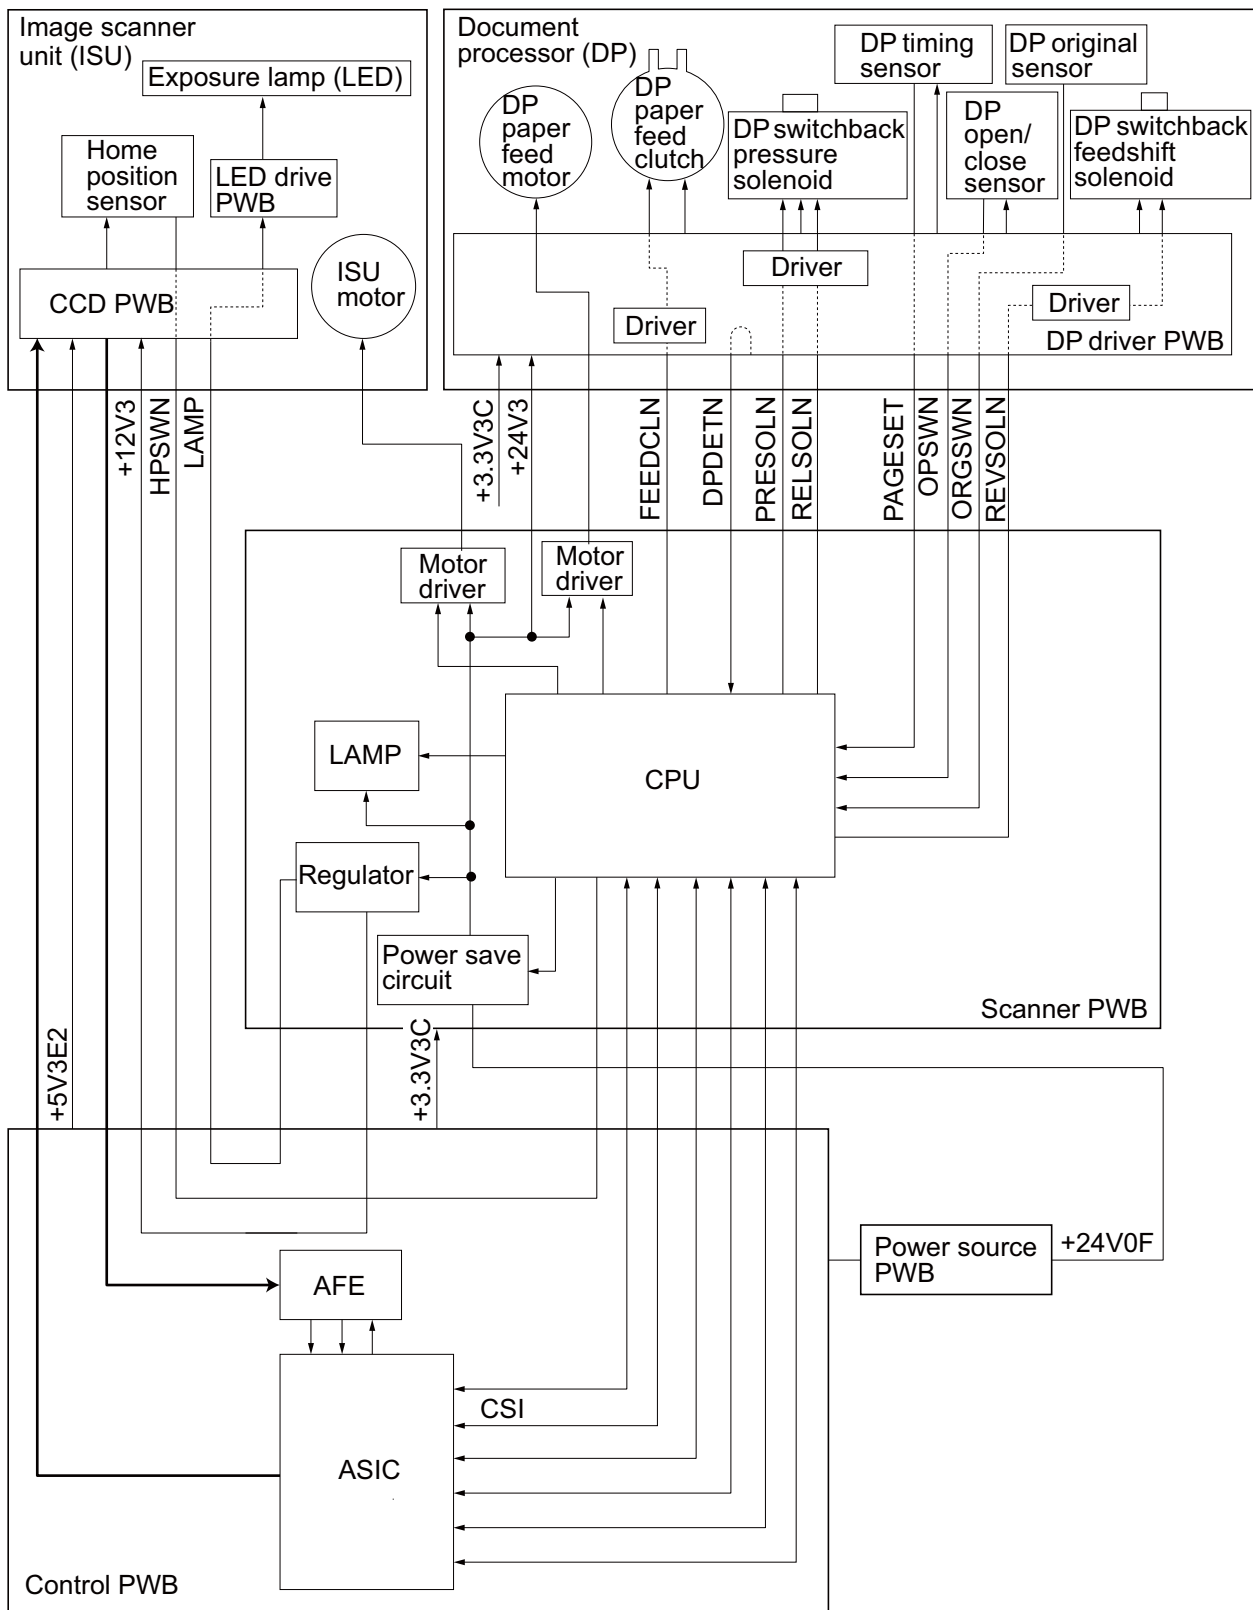 Image scanner
unit (ISU)
Exposure lamp (LED)
Home
position
sensor
LED drive
PWB
CCD PWB
ISU
motor
Document
processor (DP)
DP
paper
feed
motor
DP
paper
feed
clutch
DP switchback
pressure
solenoid
DP timing
sensor
DP original
sensor
DP
open/
close
sensor
DP switchback
feedshift
solenoid
Driver
Driver
Driver
DP driver PWB
+12V3
HPSWN
LAMP
+3.3V3C
+24V3
FEEDCLN
DPDETN
PRESOLN
RELSOLN
PAGESET
OPSWN
ORGSWN
REVSOLN
Motor
driver
Motor
driver
LAMP
CPU
Regulator
Power save
circuit
Scanner PWB
+5V3E2
+3.3V3C
Power source
PWB
+24V0F
AFE
CSI
ASIC
Control PWB